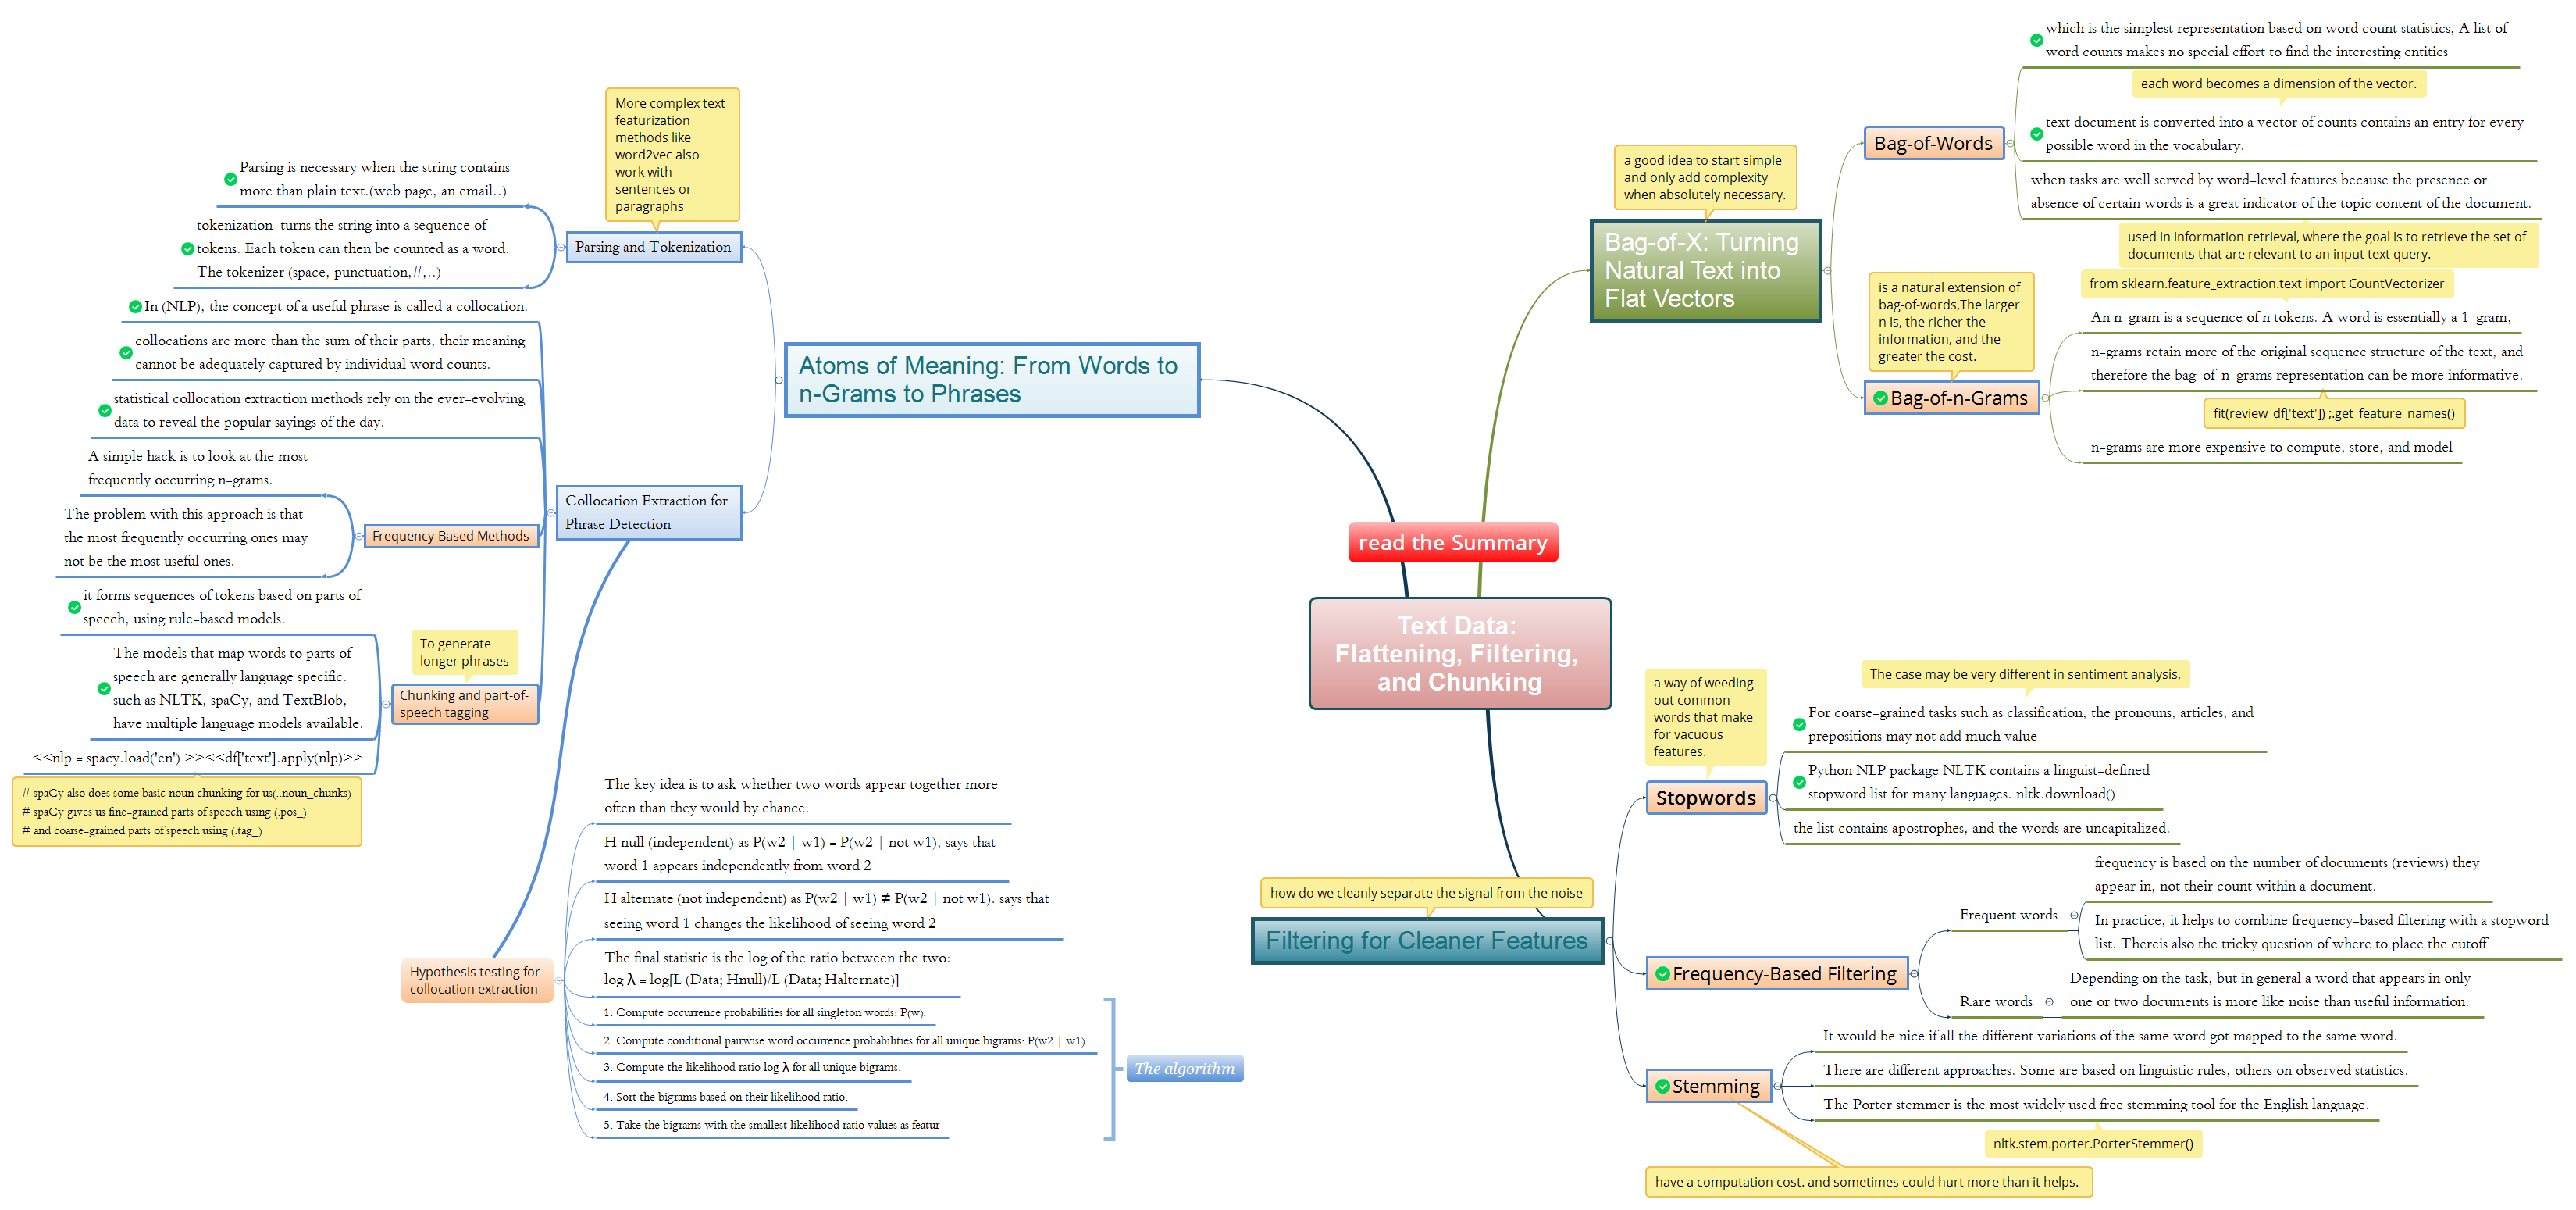 which is the simplest representation based on word count statistics, A list of
word counts makes no special effort to find the interesting entities
each word becomes a dimension of the vector.
text document is converted into a vector of counts contains an entry for every
possible word in the vocabulary.
Bag-of-Words
when tasks are well served by word-level features because the presence or
absence of certain words is a great indicator of the topic content of the document.
used in information retrieval, where the goal is to retrieve the set of
documents that are relevant to an input text query.
a good idea to start simple
and only add complexity
when absolutely necessary.
Bag-of-X: Turning
Natural Text into
Flat Vectors
is a natural extension of
bag-of-words,The larger
n is, the richer the
information, and the
greater the cost.
Bag-of-n-Grams
from sklearn.feature_extraction.text import CountVectorizer
An n-gram is a sequence of n tokens. A word is essentially a 1-gram,
n-grams retain more of the original sequence structure of the text, and
therefore the bag-of-n-grams representation can be more informative.
fit(review_df['text']) ;.get_feature_names()
n-grams are more expensive to compute, store, and model
More complex text
featurization
methods like
word2vec also
work with
sentences or
paragraphs
Parsing is necessary when the string contains
more than plain text.(web page, an email..)
tokenization  turns the string into a sequence of
tokens. Each token can then be counted as a word.
The tokenizer (space, punctuation,#,..)
Parsing and Tokenization
In (NLP), the concept of a useful phrase is called a collocation.
collocations are more than the sum of their parts, their meaning
cannot be adequately captured by individual word counts.
statistical collocation extraction methods rely on the ever-evolving
data to reveal the popular sayings of the day.
Atoms of Meaning: From Words to
n-Grams to Phrases
A simple hack is to look at the most
frequently occurring n-grams.
The problem with this approach is that
the most frequently occurring ones may
not be the most useful ones.
Frequency-Based Methods
Collocation Extraction for
Phrase Detection
it forms sequences of tokens based on parts of
speech, using rule-based models.
The models that map words to parts of
speech are generally language specific.
such as NLTK, spaCy, and TextBlob,
have multiple language models available.
To generate
longer phrases
Chunking and part-of-
speech tagging
<<nlp = spacy.load('en') >><<df['text'].apply(nlp)>>
# spaCy also does some basic noun chunking for us(..noun_chunks)
# spaCy gives us fine-grained parts of speech using (.pos_)
# and coarse-grained parts of speech using (.tag_)
read the Summary
Text Data:
Flattening, Filtering,
and Chunking
The key idea is to ask whether two words appear together more
often than they would by chance.
H null (independent) as P(w2 | w1) = P(w2 | not w1), says that
word 1 appears independently from word 2
H alternate (not independent) as P(w2 | w1) ≠ P(w2 | not w1). says that
seeing word 1 changes the likelihood of seeing word 2
The final statistic is the log of the ratio between the two:
log λ = log[L (Data; Hnull)/L (Data; Halternate)]
Hypothesis testing for
collocation extraction
1. Compute occurrence probabilities for all singleton words: P(w).
2. Compute conditional pairwise word occurrence probabilities for all unique bigrams: P(w2 | w1).
3. Compute the likelihood ratio log λ for all unique bigrams.
4. Sort the bigrams based on their likelihood ratio.
5. Take the bigrams with the smallest likelihood ratio values as featur
The algorithm
how do we cleanly separate the signal from the noise
Filtering for Cleaner Features
a way of weeding
out common
words that make
for vacuous
features.
Stopwords
The case may be very different in sentiment analysis,
For coarse-grained tasks such as classification, the pronouns, articles, and
prepositions may not add much value
Python NLP package NLTK contains a linguist-defined
stopword list for many languages. nltk.download()
the list contains apostrophes, and the words are uncapitalized.
Frequency-Based Filtering
Frequent words
frequency is based on the number of documents (reviews) they
appear in, not their count within a document.
In practice, it helps to combine frequency-based filtering with a stopword
list. Thereis also the tricky question of where to place the cutoff
Rare words
Depending on the task, but in general a word that appears in only
one or two documents is more like noise than useful information.
Stemming
It would be nice if all the different variations of the same word got mapped to the same word.
There are different approaches. Some are based on linguistic rules, others on observed statistics.
The Porter stemmer is the most widely used free stemming tool for the English language.
nltk.stem.porter.PorterStemmer()
have a computation cost. and sometimes could hurt more than it helps.